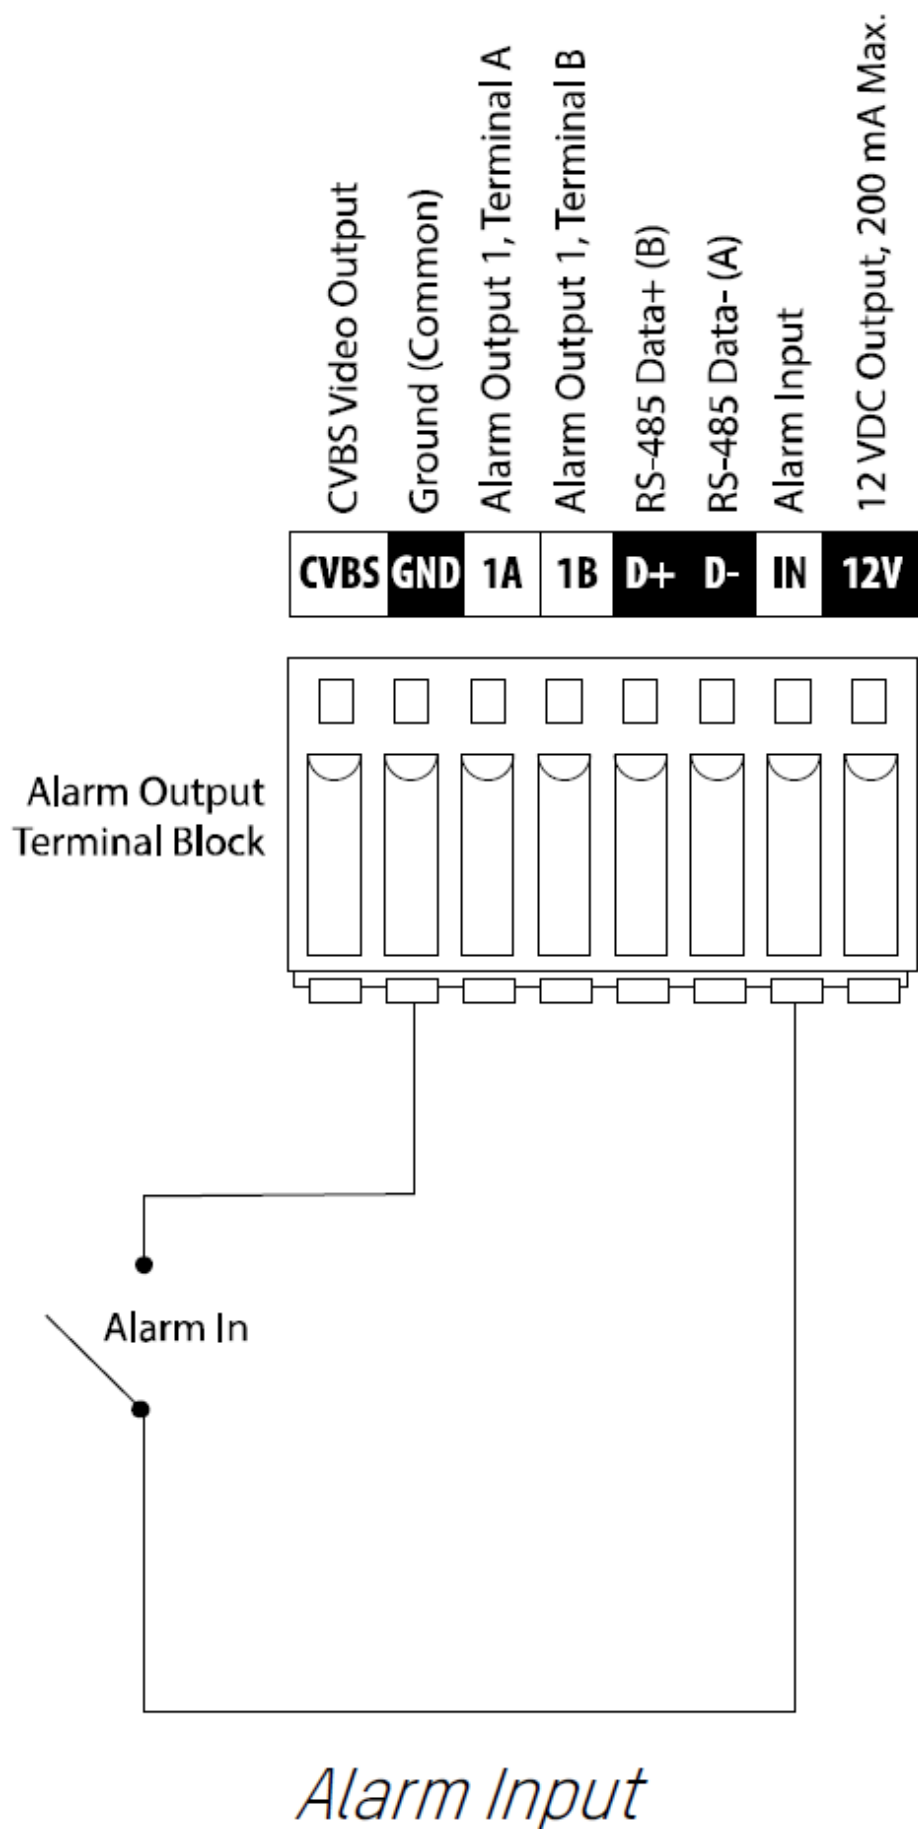 CVBS Video Output
Ground (Common)
Alarm Output 1, Terminal A
Alarm Output 1, Terminal B
RS-485 Data+ (B)
RS-485 Data- (A)
Alarm Input
12 VDC Output, 200 mA Max.
CVBS GND 1A 1B D+ D- IN 12V
Alarm Output
Terminal Block
Alarm In
Alarm Input